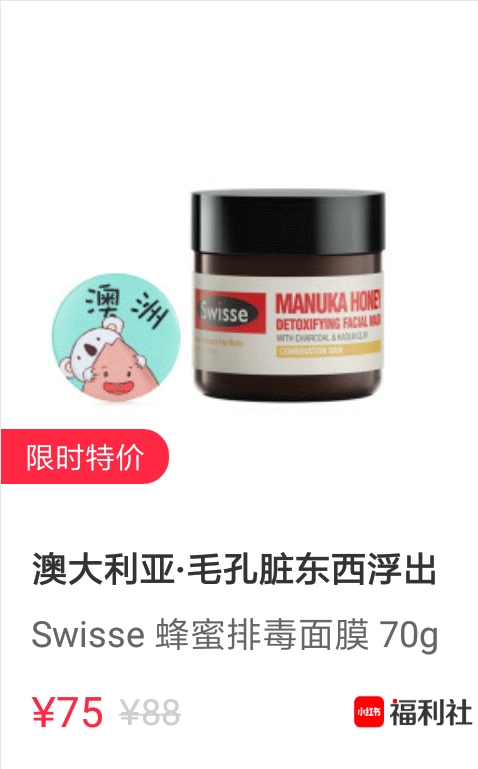 澳洲
Swisse
MANUKA HONEY
DETOXIFYING FACIAL MASK
WITH CHARCOAL & KAOLIN CLAY
COMBINATION SKIN
限时特价
澳大利亚·毛孔脏东西浮出
Swisse 蜂蜜排毒面膜 70g
¥75 ¥88
小红书 福利社